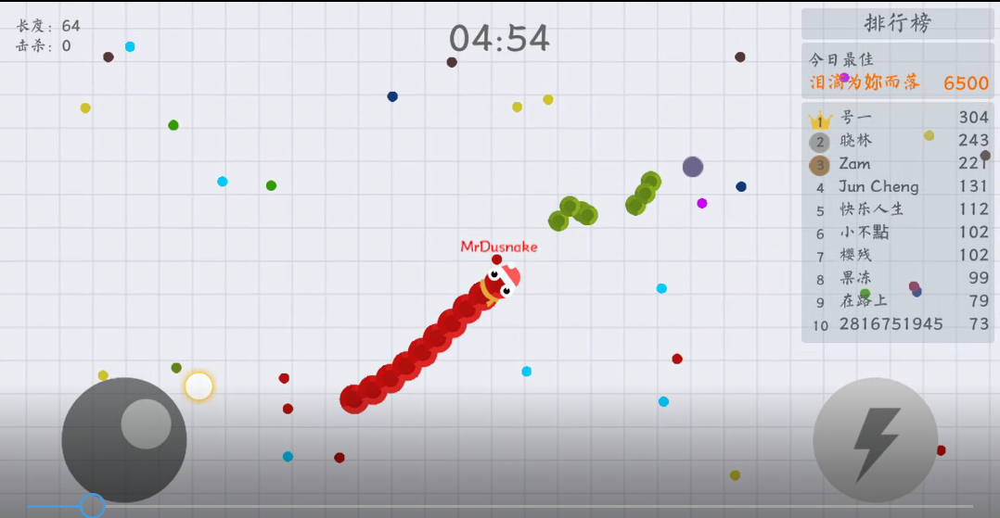 长度: 64
击杀: 0
04:54
排行榜
今日最佳
泪滴为妳而落 6500
1 号一 304
2 晓林 243
3 Zam 221
4 Jun Cheng 131
5 快乐人生 112
6 小不點 102
7 樱残 102
8 果冻 99
9 在路上 79
10 2816751945 73
MrDusnake